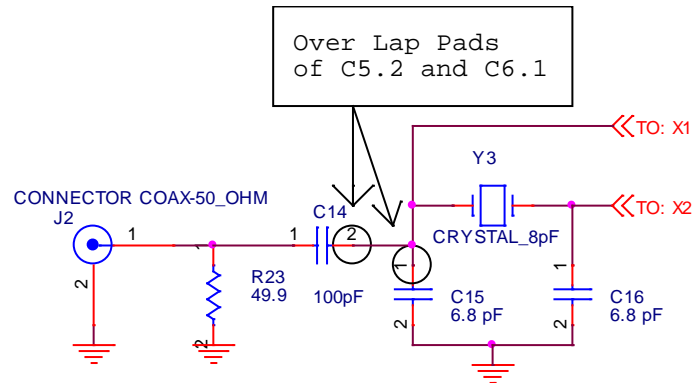 Over Lap Pads
of C5.2 and C6.1
TO: X1
Y3
CONNECTOR COAX-50_OHM
J2
C14
TO: X2
1
1
2
CRYSTAL_8pF
2
R23
49.9
100pF
1
1
C15
6.8 pF
C16
6.8 pF
1
2
2
2